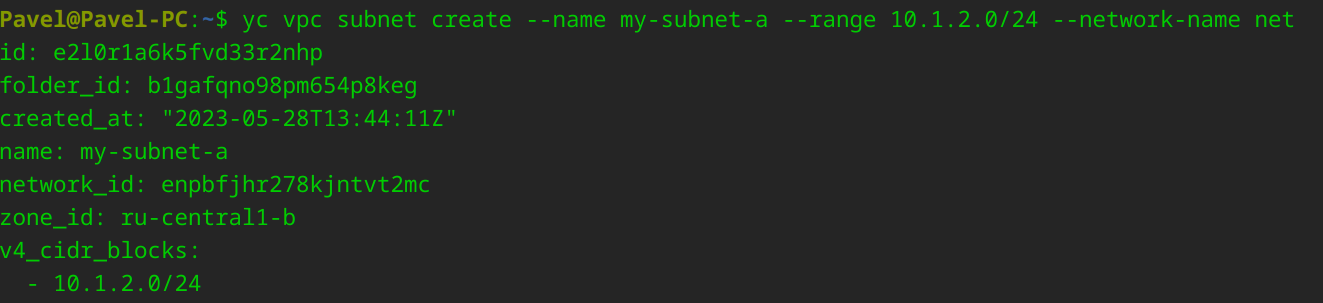 Pavel@Pavel-PC:~$ yc vpc subnet create --name my-subnet-a --range 10.1.2.0/24 --network-name net
id: e2l0r1a6k5fvd33r2nhp
folder_id: b1gafqno98pm654p8keg
created_at: "2023-05-28T13:44:11Z"
name: my-subnet-a
network_id: enpbfjhr278kjntvt2mc
zone_id: ru-central1-b
v4_cidr_blocks:
  - 10.1.2.0/24